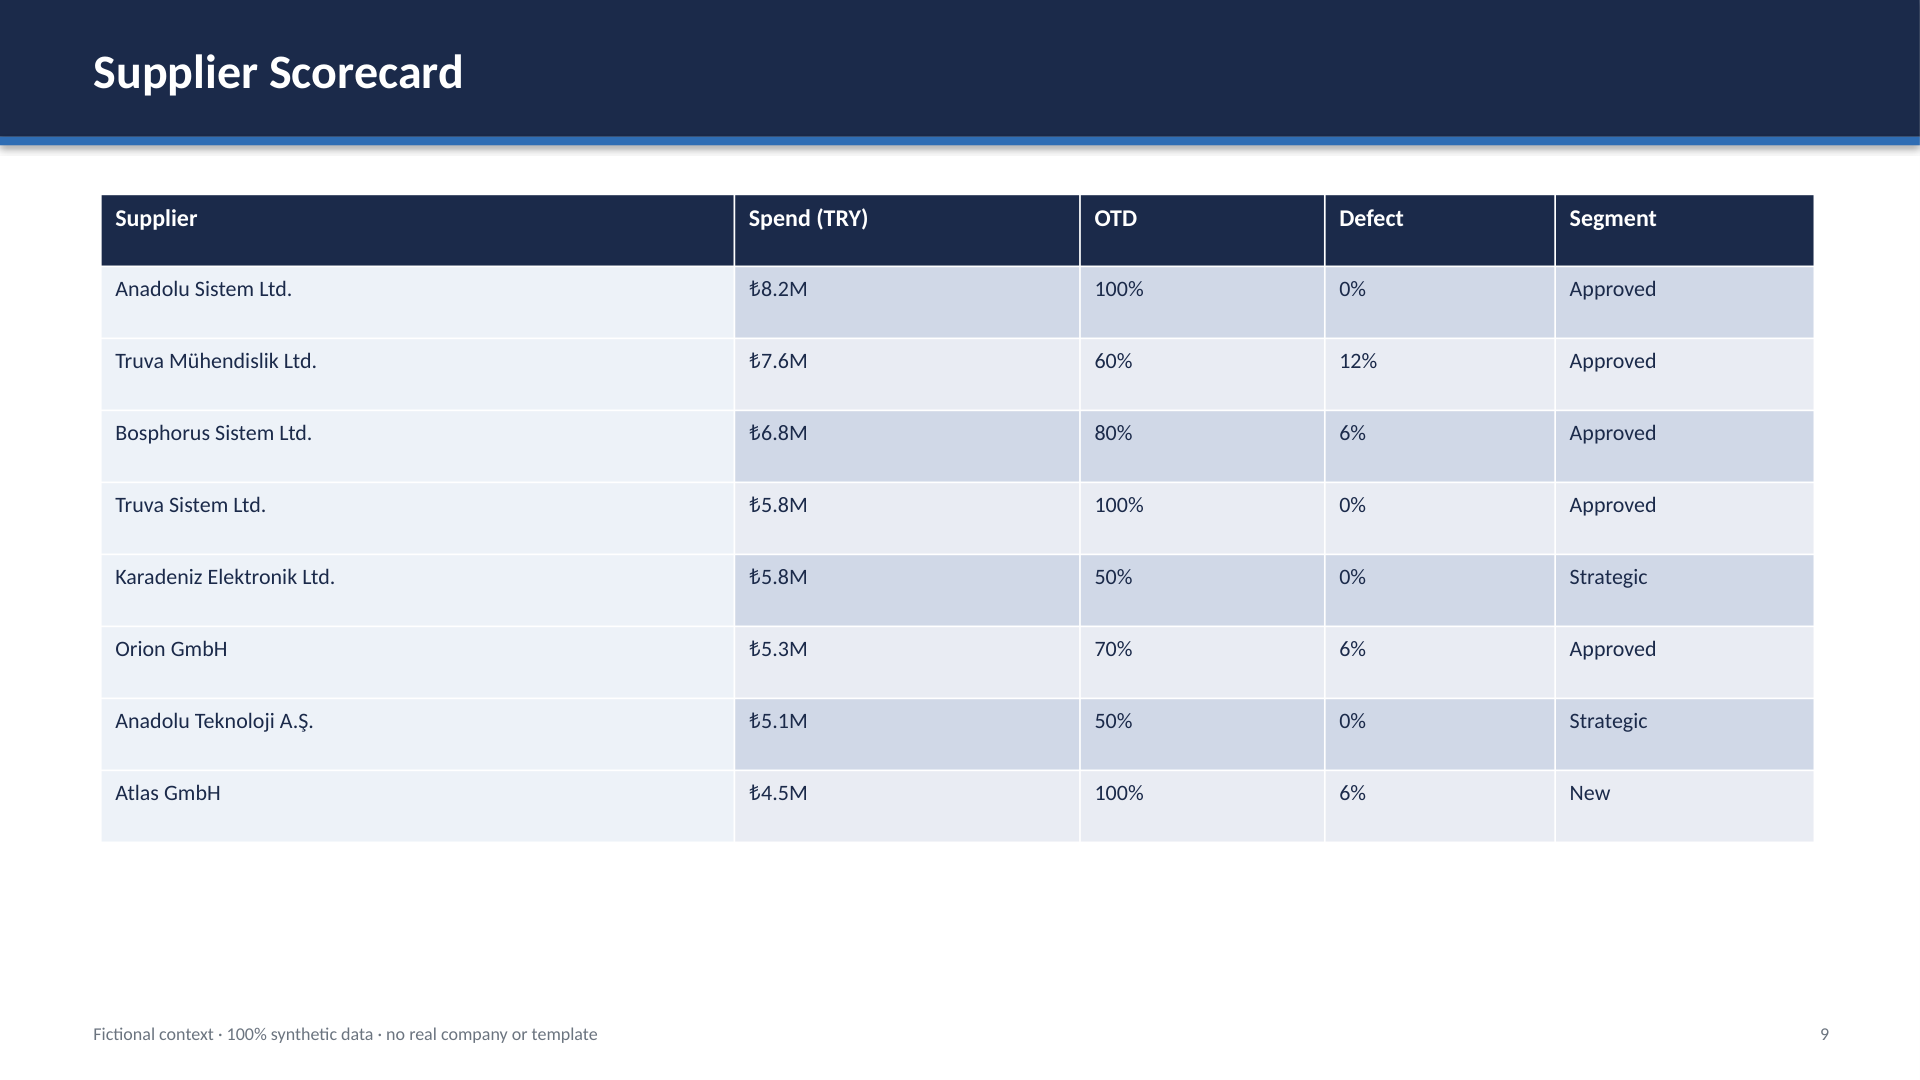 Supplier Scorecard
Supplier Spend (TRY) OTD Defect Segment
Anadolu Sistem Ltd. ₺8.2M 100% 0% Approved
Truva Mühendislik Ltd. ₺7.6M 60% 12% Approved
Bosphorus Sistem Ltd. ₺6.8M 80% 6% Approved
Truva Sistem Ltd. ₺5.8M 100% 0% Approved
Karadeniz Elektronik Ltd. ₺5.8M 50% 0% Strategic
Orion GmbH ₺5.3M 70% 6% Approved
Anadolu Teknoloji A.Ş. ₺5.1M 50% 0% Strategic
Atlas GmbH ₺4.5M 100% 6% New
Fictional context · 100% synthetic data · no real company or template 9